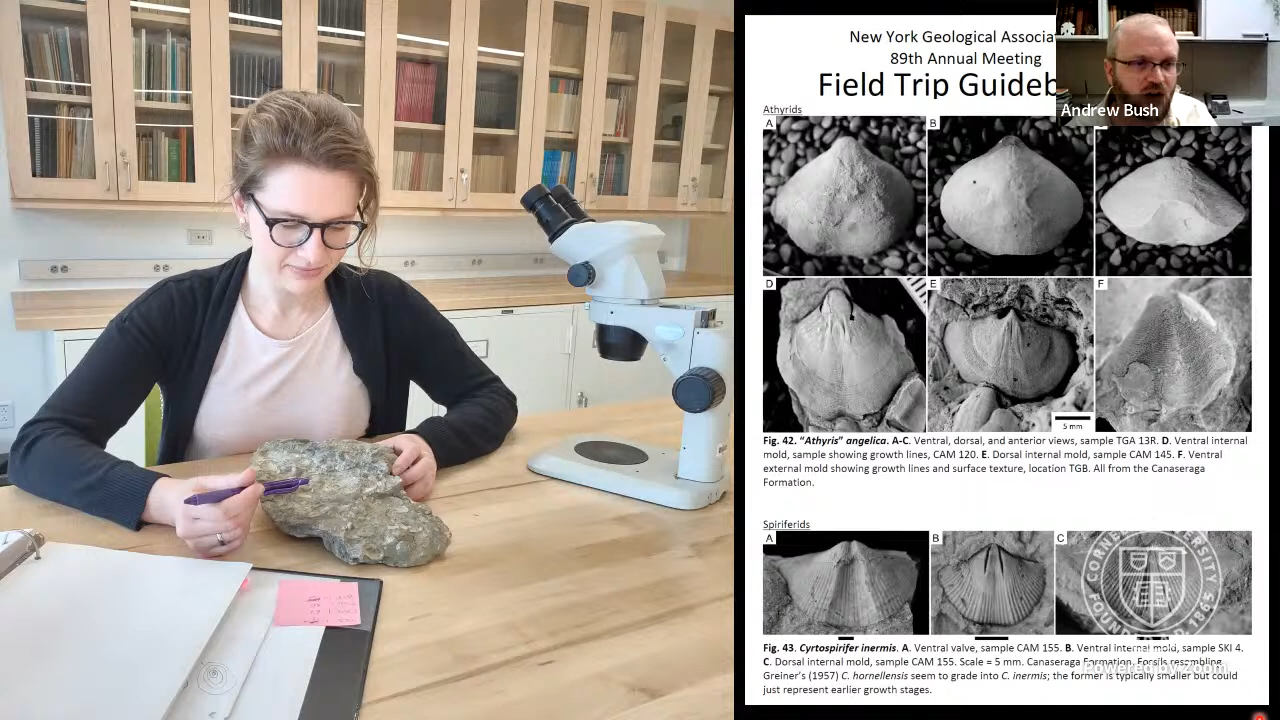 New York Geological Associa
89th Annual Meeting
Field Trip Guideb
Andrew Bush
Athyrids
A
B
D
E
F
5 mm
Fig. 42. “Athyris” angelica. A-C. Ventral, dorsal, and anterior views, sample TGA 13R. D. Ventral internal
mold, sample showing growth lines, CAM 120. E. Dorsal internal mold, sample CAM 145. F. Ventral
external mold showing growth lines and surface texture, location TGB. All from the Canaseraga
Formation.
Spiriferids
A
B
C
Fig. 43. Cyrtospirifer inermis. A. Ventral valve, sample CAM 155. B. Ventral internal mold, sample SKI 4.
C. Dorsal internal mold, sample CAM 155. Scale = 5 mm. Canaseraga Formation. Fossils resembling
Greiner's (1957) C. hornellensis seem to grade into C. inermis; the former is typically smaller but could
just represent earlier growth stages.
Powered by Zoom